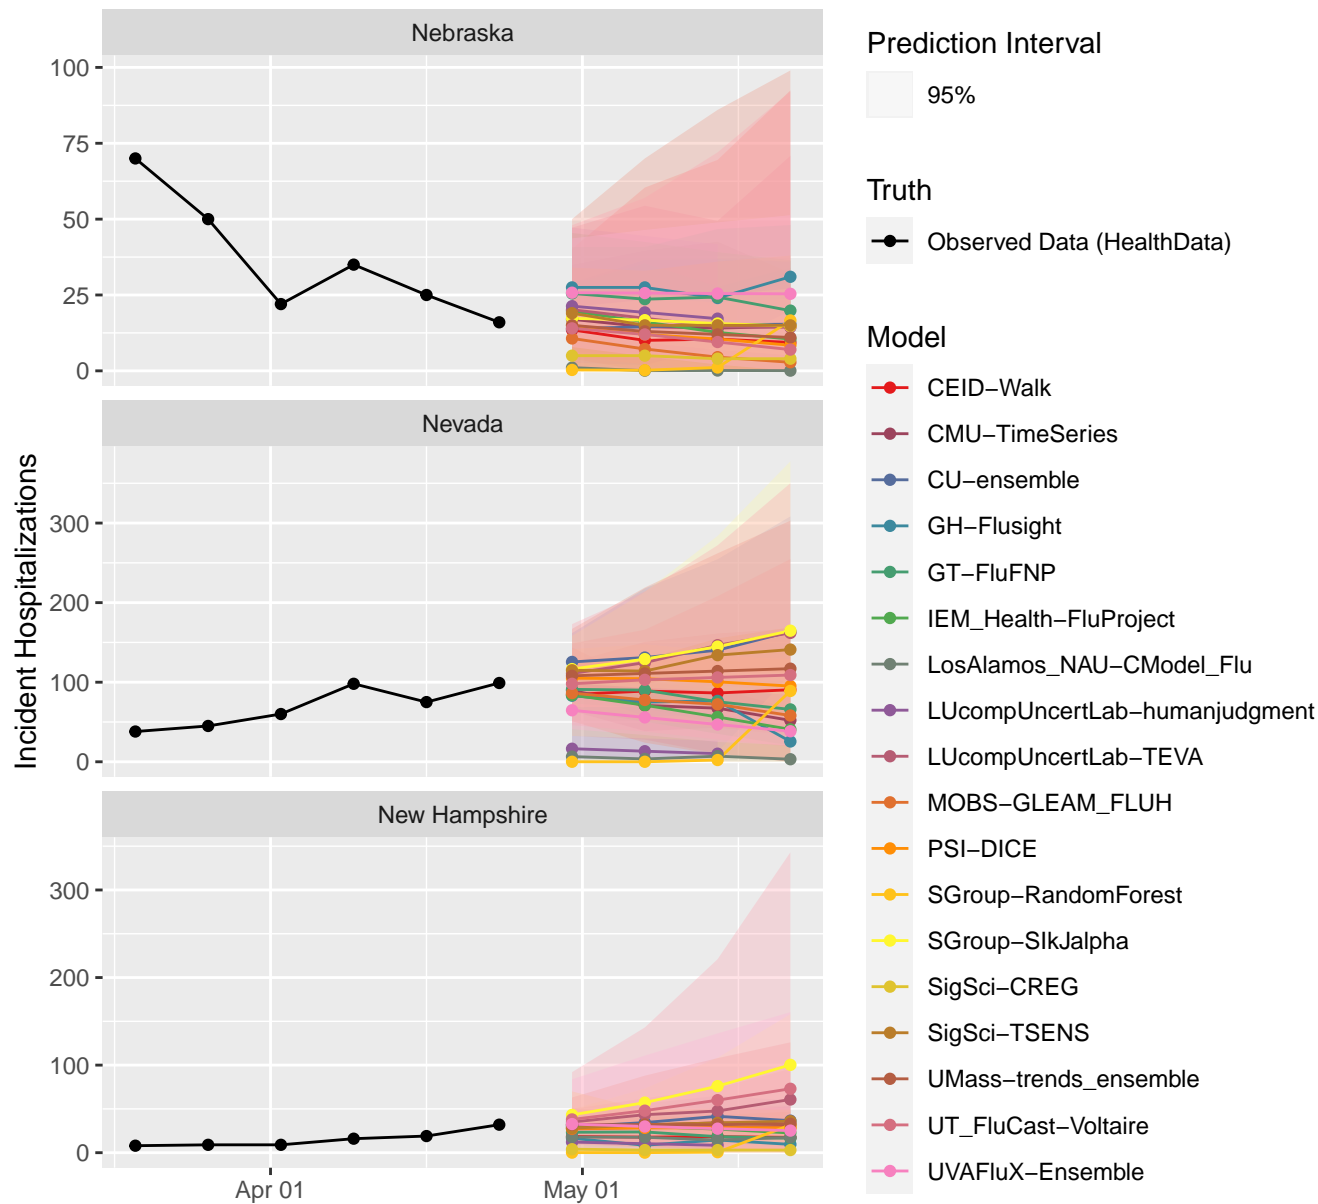 Nebraska
100
75
50
25
0
Nevada
300
200
100
0
New Hampshire
300
200
100
0
Apr 01
May 01
Incident Hospitalizations
Prediction Interval
95%
Truth
Observed Data (HealthData)
Model
CEID−Walk
CMU−TimeSeries
CU−ensemble
GH−Flusight
GT−FluFNP
IEM_Health−FluProject
LosAlamos_NAU−CModel_Flu
LUcompUncertLab−humanjudgment
LUcompUncertLab−TEVA
MOBS−GLEAM_FLUH
PSI−DICE
SGroup−RandomForest
SGroup−SIkJalpha
SigSci−CREG
SigSci−TSENS
UMass−trends_ensemble
UT_FluCast−Voltaire
UVAFluX−Ensemble